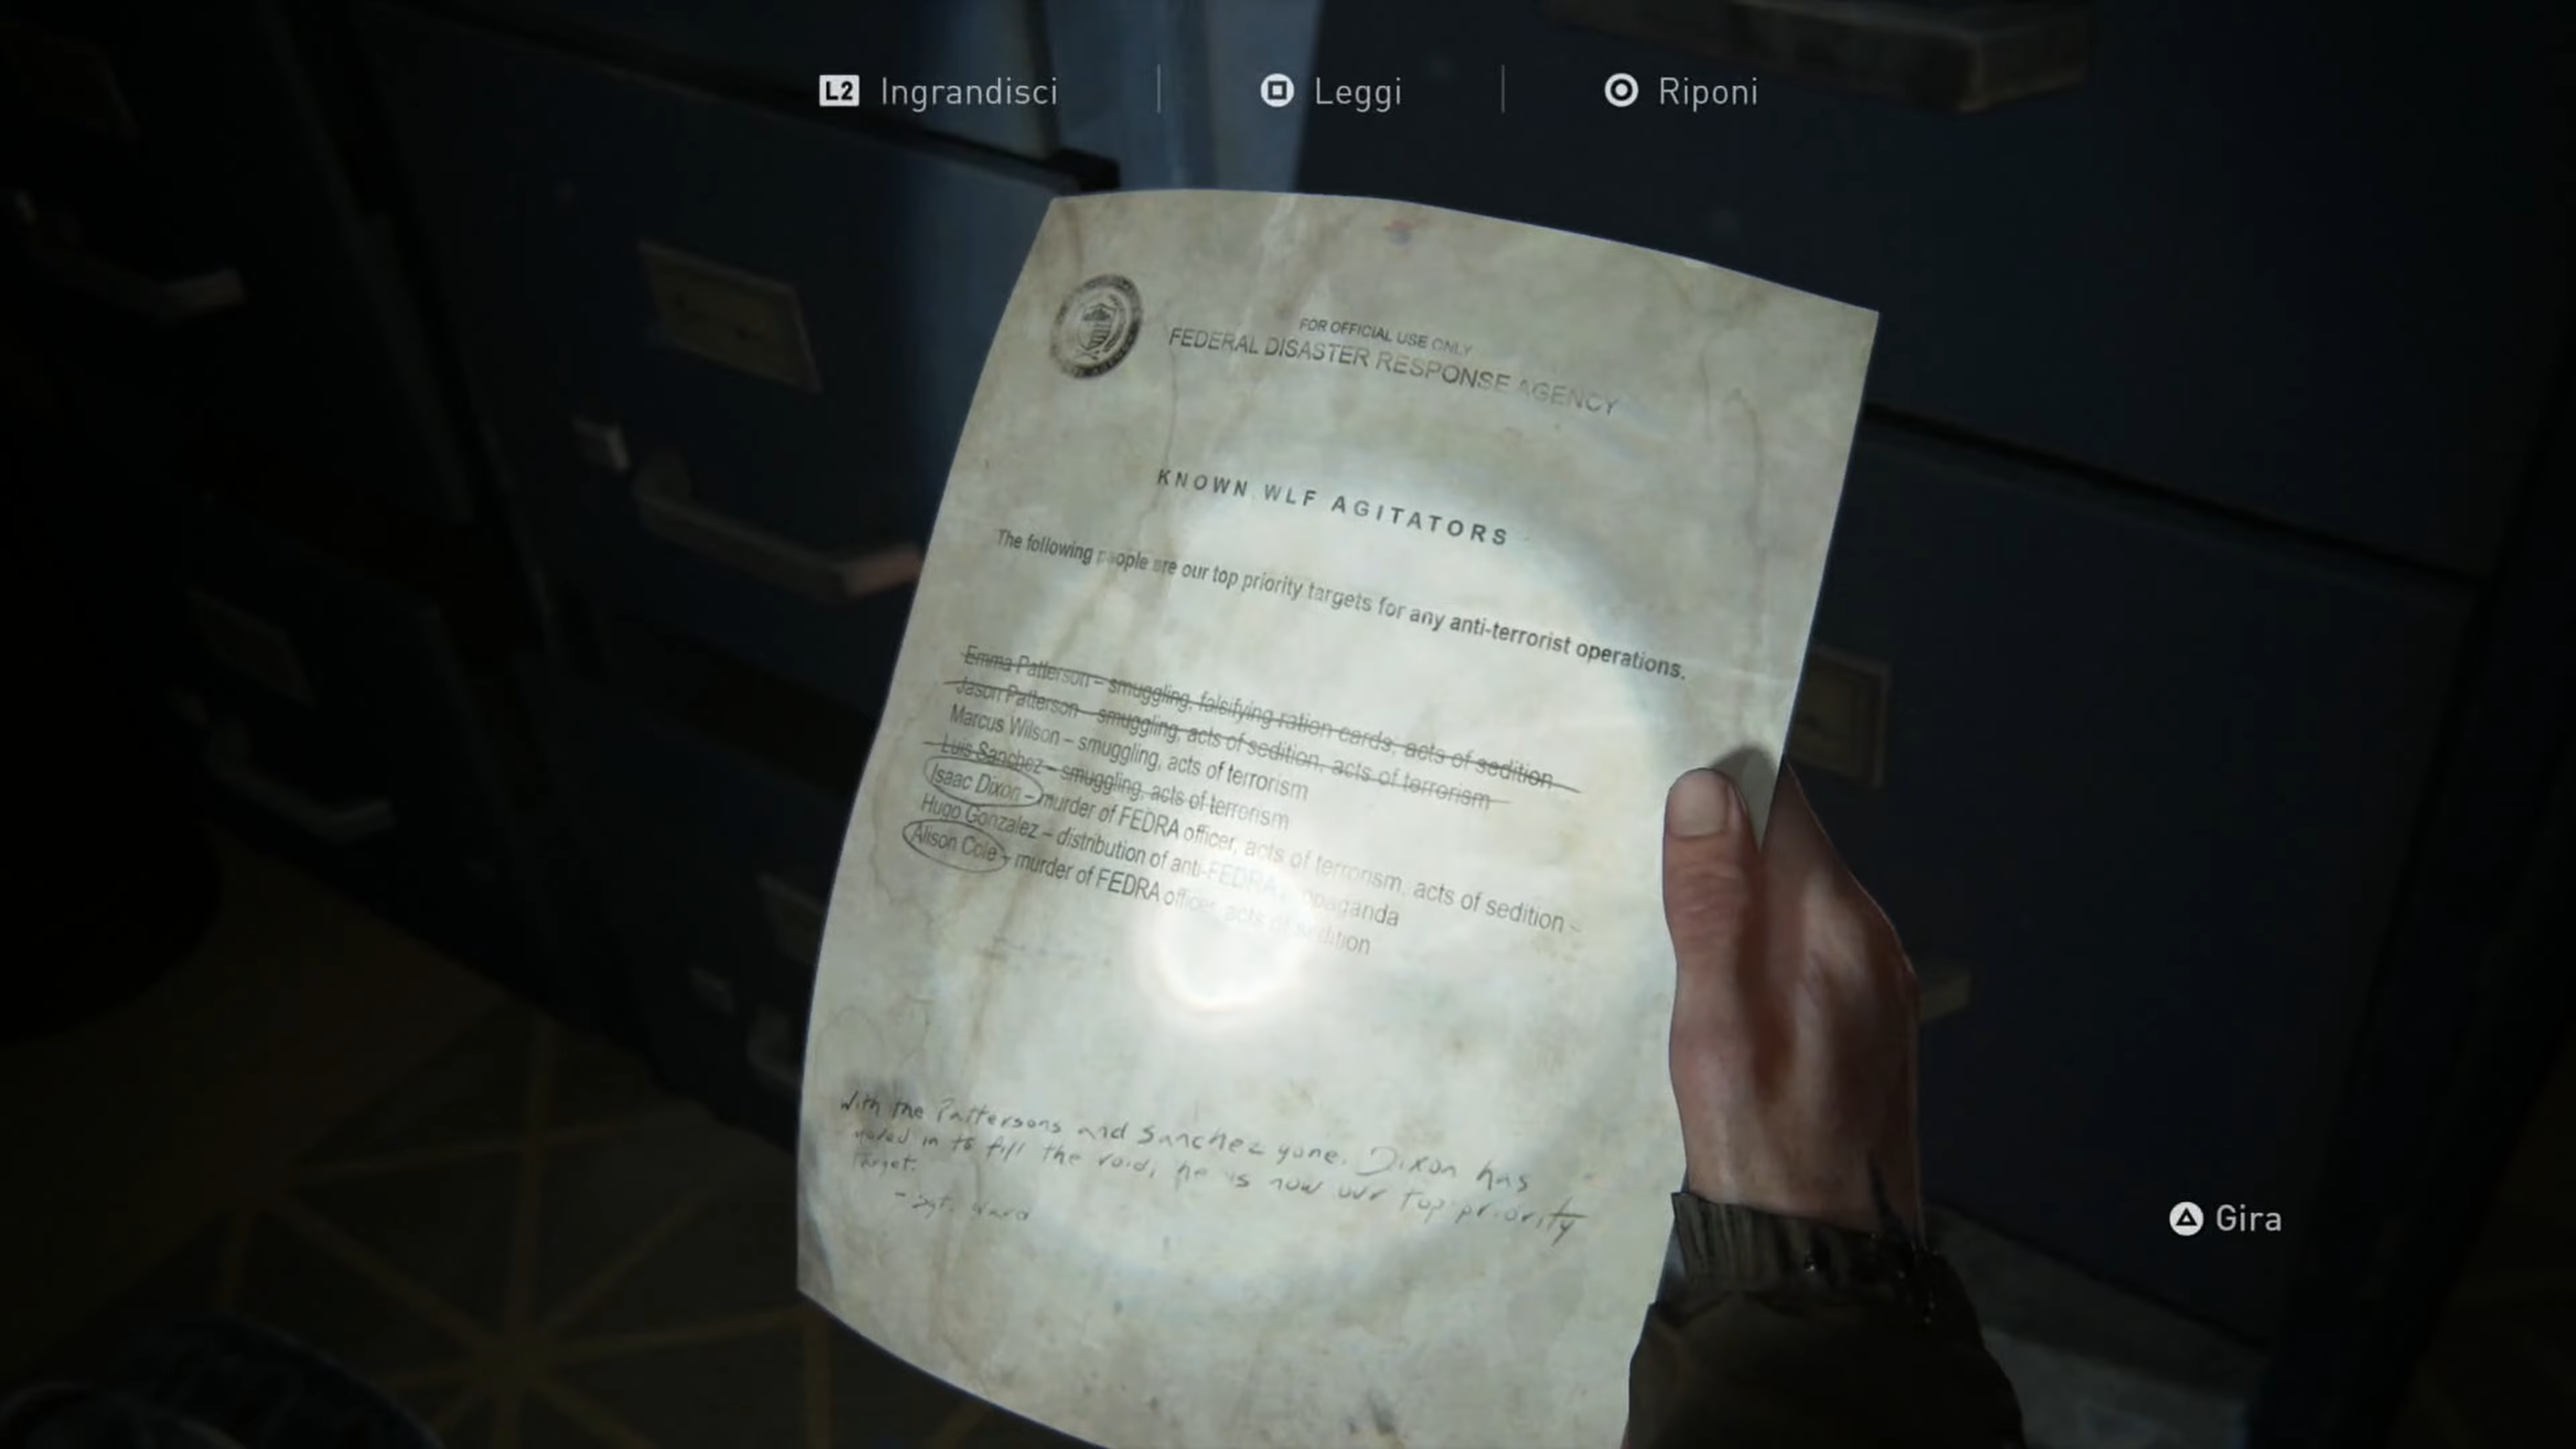 L2 Ingrandisci
Leggi
Riponi
FOR OFFICIAL USE ONLY
FEDERAL DISASTER RESPONSE AGENCY
KNOWN WLF AGITATORS
The following people are our top priority targets for any anti-terrorist operations.
Emma Patterson – smuggling, falsifying ration cards, acts of sedition
Jason Patterson – smuggling, acts of sedition, acts of terrorism
Marcus Wilson – smuggling, acts of terrorism
Luis Sanchez – smuggling, acts of terrorism
Isaac Dixon – murder of FEDRA officer, acts of terrorism, acts of sedition –
Hugo Gonzalez – distribution of anti-FEDRA propaganda
Alison Cole – murder of FEDRA officer, acts of sedition
With the Pattersons and Sanchez gone, Dixon has
moved in to fill the void, he is now our top priority
target.
- Sgt. Ward
Gira